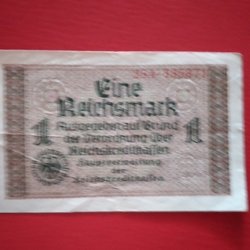 Eine
Reichsmark
Ausgegeben auf Grund
der Verordnung über
Reichskreditkassen
1 1
Hauptverwaltung
der
Reichskreditkassen